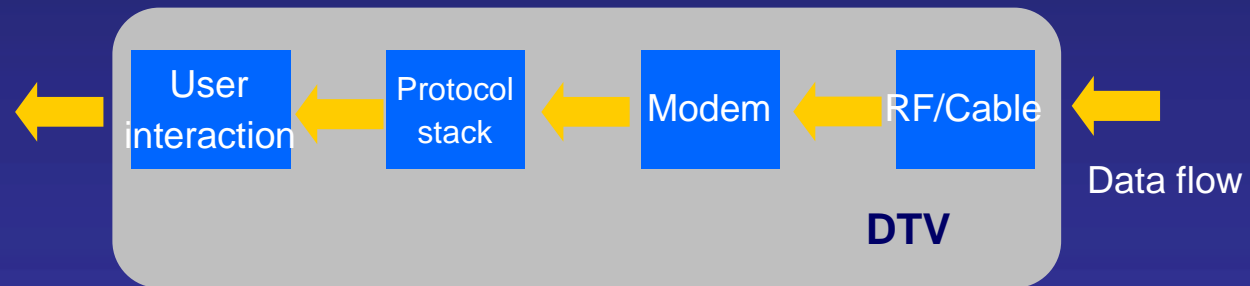 User
interaction
Protocol
stack
Modem
RF/Cable
Data flow
DTV